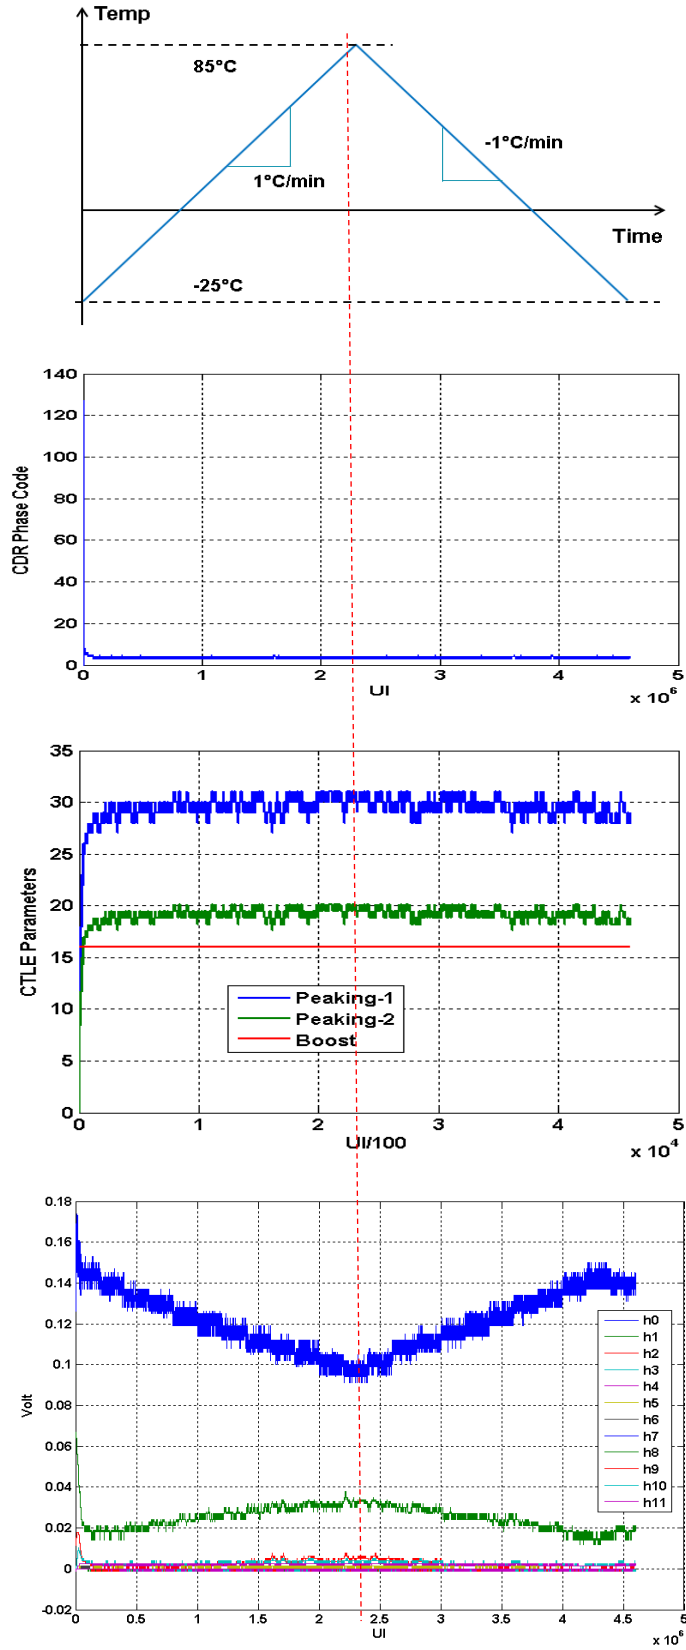 Temp
85°C
-1°C/min
1°C/min
Time
-25°C
140
120
100
80
60
40
20
0
CDR Phase Code
0
1
2
3
4
5
UI
x 10⁶
35
30
25
20
15
10
5
0
CTLE Parameters
Peaking-1
Peaking-2
Boost
0
1
2
3
4
5
UI/100
x 10⁴
0.18
0.16
0.14
0.12
0.1
0.08
0.06
0.04
0.02
0
-0.02
Volt
h0
h1
h2
h3
h4
h5
h6
h7
h8
h9
h10
h11
0
0.5
1
1.5
2
2.5
3
3.5
4
4.5
5
UI
x 10⁶